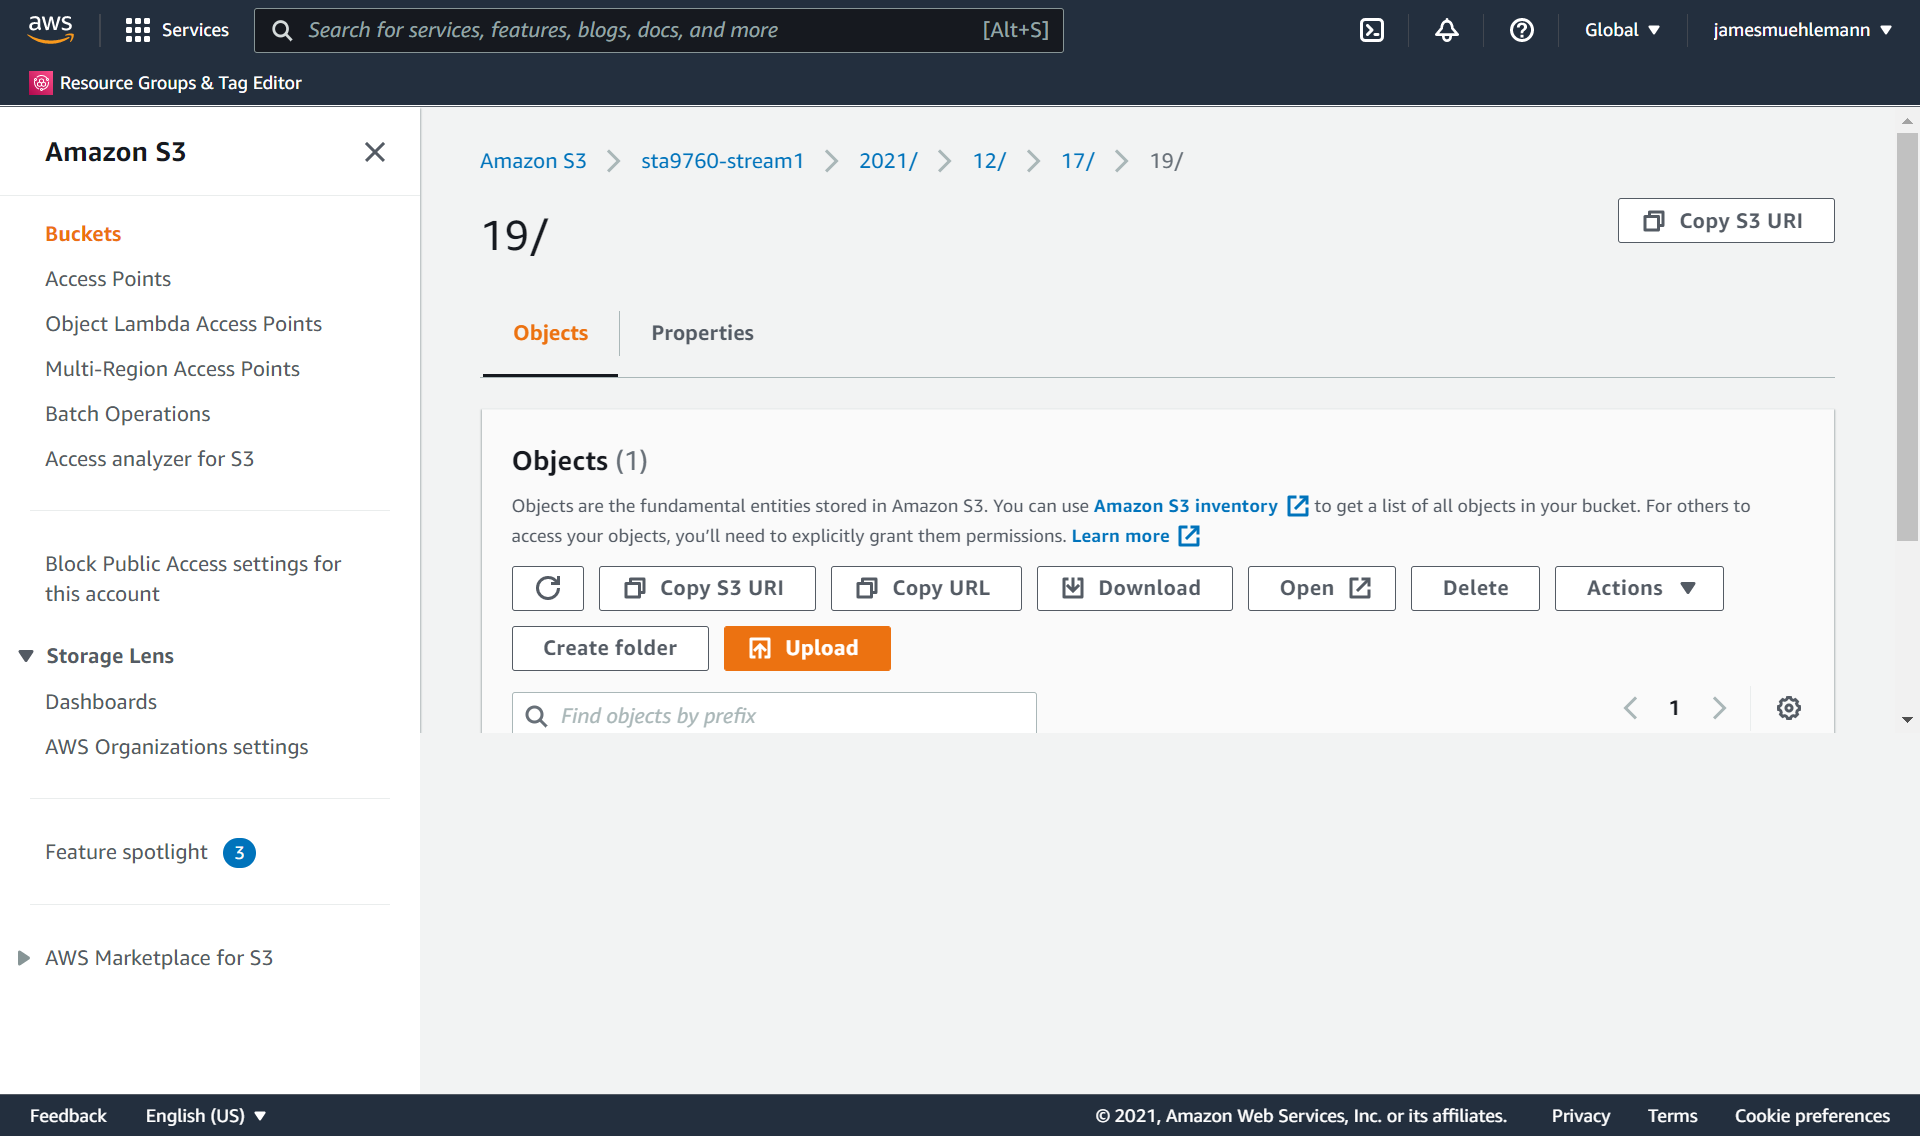 aws
Services
Search for services, features, blogs, docs, and more
[Alt+S]
Global
jamesmuehlemann
Resource Groups & Tag Editor
Amazon S3
Buckets
Access Points
Object Lambda Access Points
Multi-Region Access Points
Batch Operations
Access analyzer for S3
Block Public Access settings for
this account
Storage Lens
Dashboards
AWS Organizations settings
Feature spotlight 3
AWS Marketplace for S3
Amazon S3 sta9760-stream1 2021/ 12/ 17/ 19/
19/
Copy S3 URI
Objects Properties
Objects (1)
Objects are the fundamental entities stored in Amazon S3. You can use Amazon S3 inventory to get a list of all objects in your bucket. For others to
access your objects, you’ll need to explicitly grant them permissions. Learn more
Copy S3 URI Copy URL Download Open Delete Actions
Create folder Upload
Find objects by prefix
1
Feedback English (US) © 2021, Amazon Web Services, Inc. or its affiliates. Privacy Terms Cookie preferences